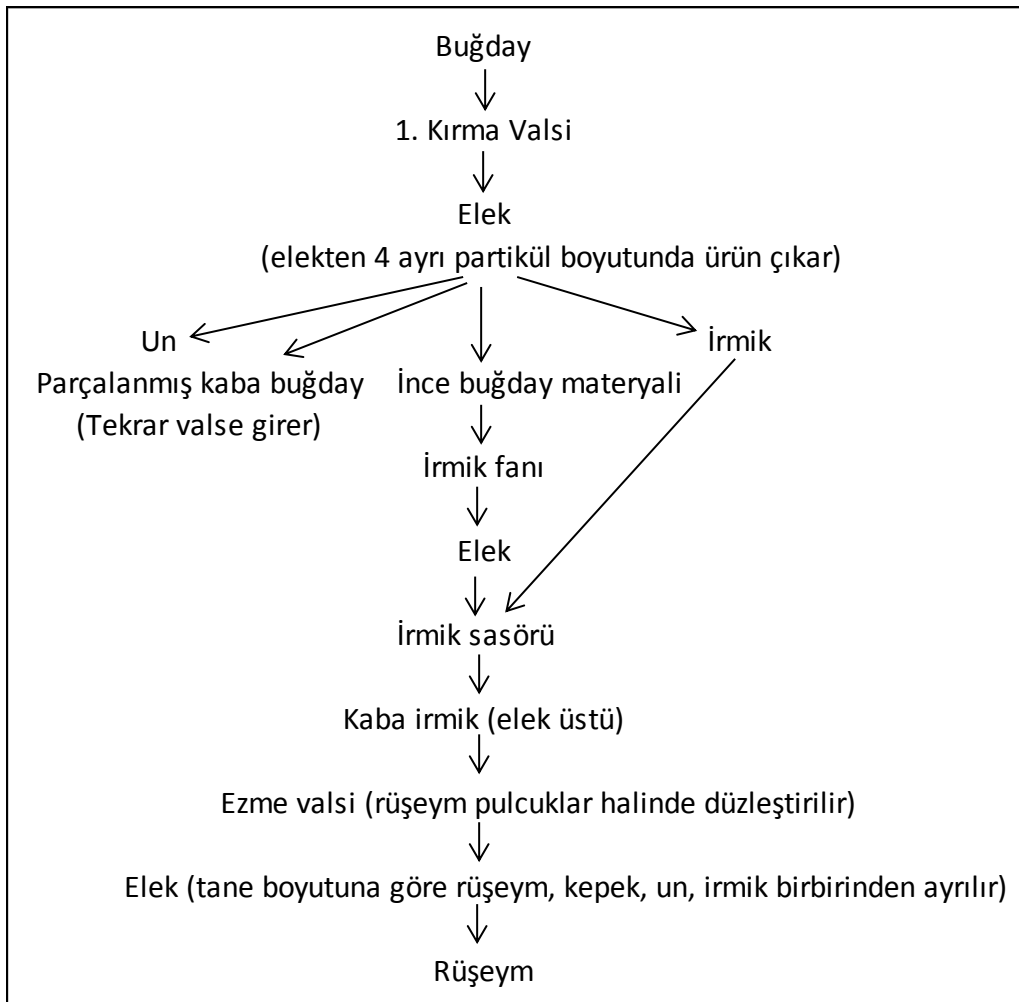 Buğday
1. Kırma Valsi
Elek
(elekten 4 ayrı partikül boyutunda ürün çıkar)
Un
İrmik
Parçalanmış kaba buğday
(Tekrar valse girer)
İnce buğday materyali
İrmik fanı
Elek
İrmik sasörü
Kaba irmik (elek üstü)
Ezme valsi (rüşeym pulcuklar halinde düzleştirilir)
Elek (tane boyutuna göre rüşeym, kepek, un, irmik birbirinden ayrılır)
Rüşeym